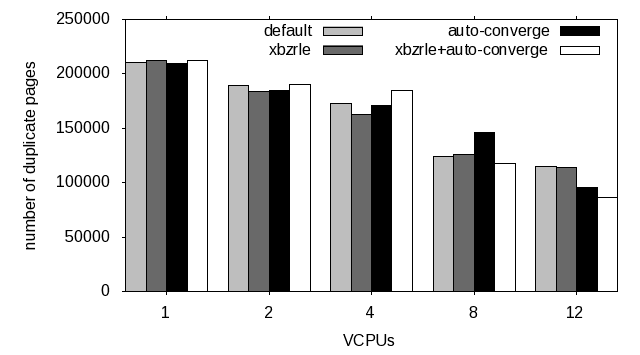 number of duplicate pages
250000
200000
150000
100000
50000
0
default
xbzrle
auto-converge
xbzrle+auto-converge
1 2 4 8 12
VCPUs